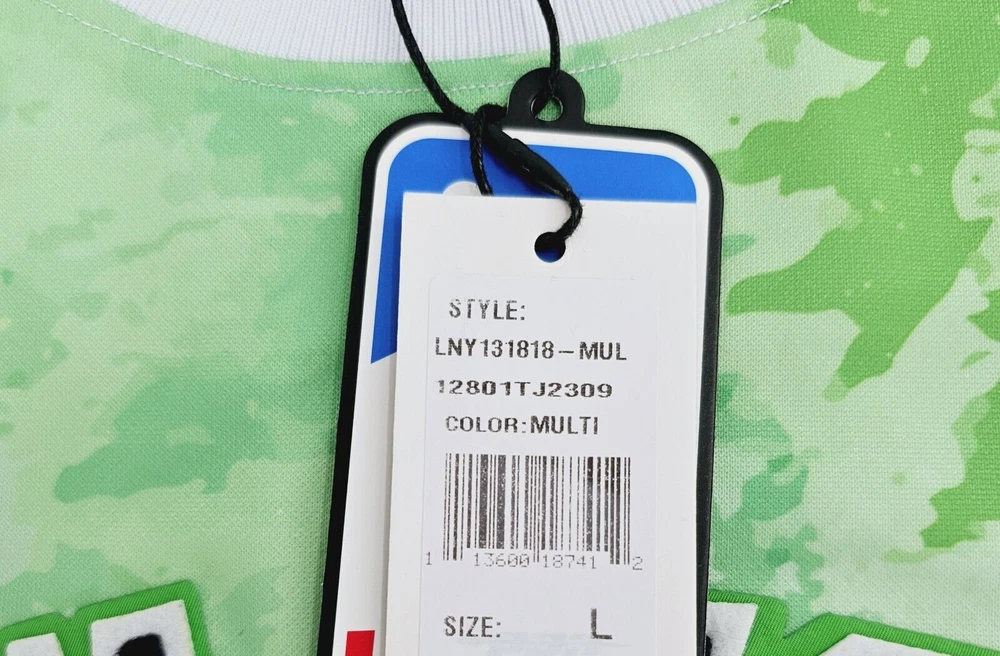 STYLE:
LNY131818-MUL
12801TJ2309
COLOR:MULTI
1 13600 18741 2
SIZE: L